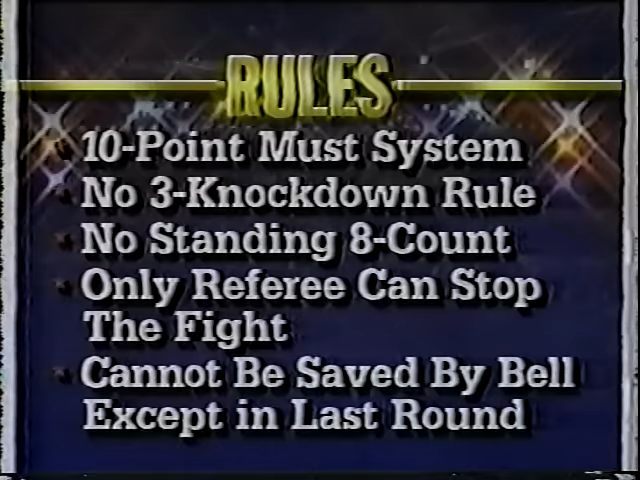 RULES
10-Point Must System
No 3-Knockdown Rule
No Standing 8-Count
Only Referee Can Stop
The Fight
Cannot Be Saved By Bell
Except in Last Round